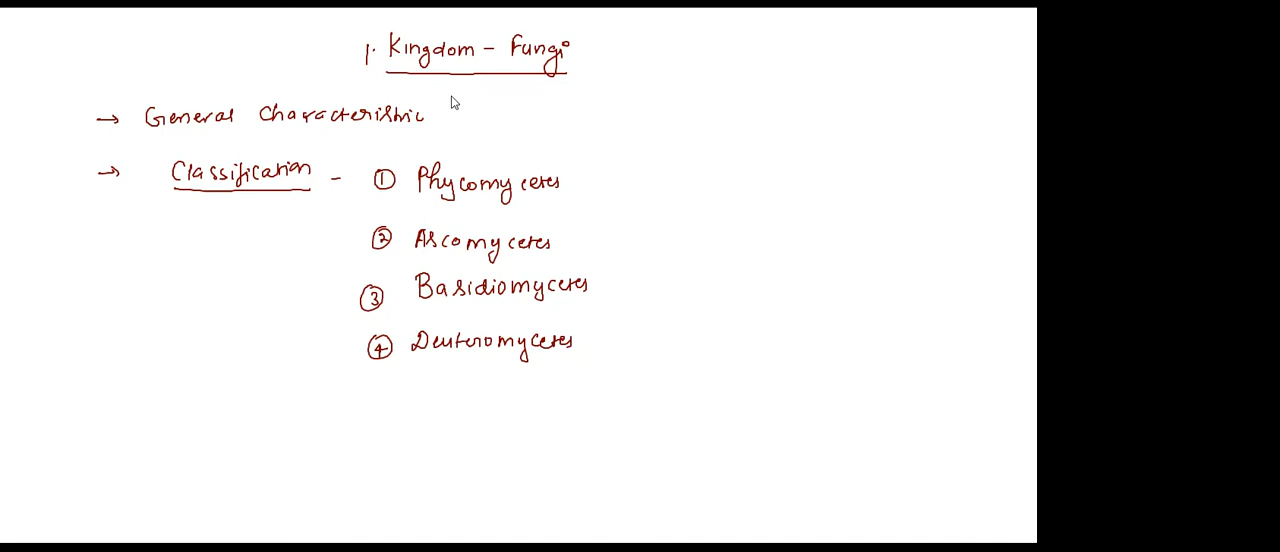 1. Kingdom - Fungi
→ General Characteristic
→ Classification - ① Phycomycetes
② Ascomycetes
③ Basidiomycetes
④ Deuteromycetes